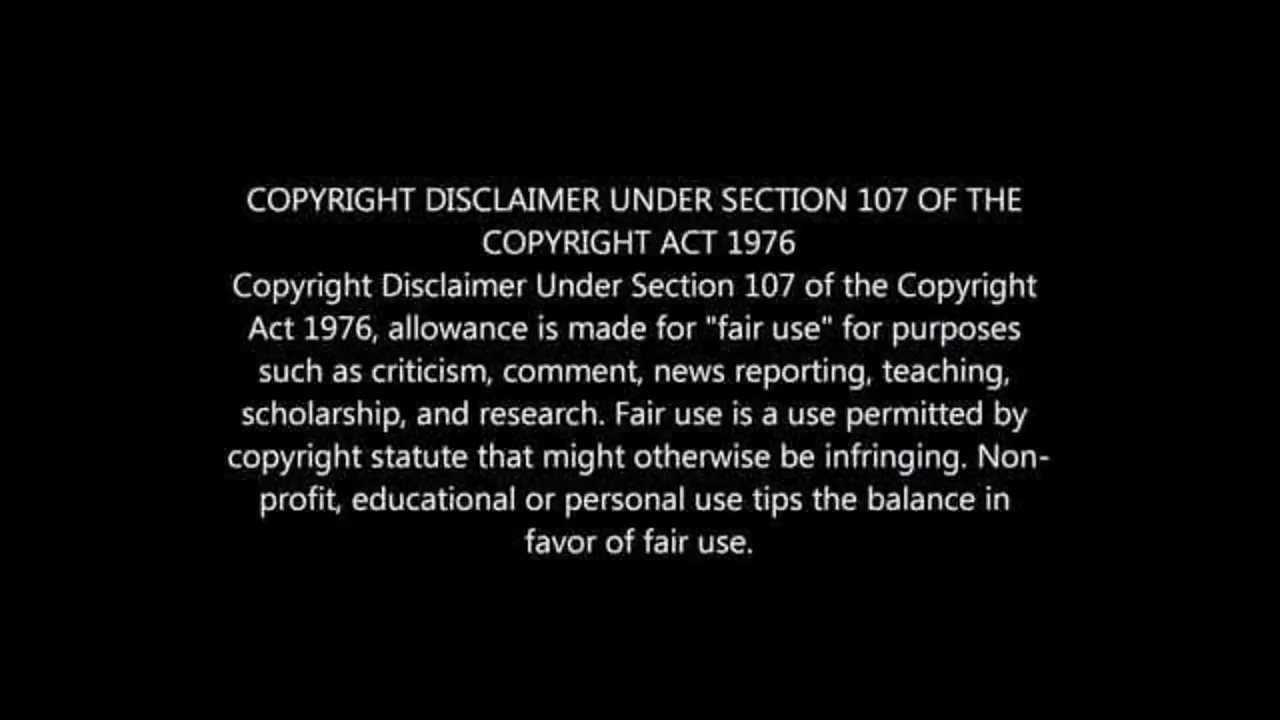 COPYRIGHT DISCLAIMER UNDER SECTION 107 OF THE
COPYRIGHT ACT 1976
Copyright Disclaimer Under Section 107 of the Copyright
Act 1976, allowance is made for "fair use" for purposes
such as criticism, comment, news reporting, teaching,
scholarship, and research. Fair use is a use permitted by
copyright statute that might otherwise be infringing. Non-
profit, educational or personal use tips the balance in
favor of fair use.